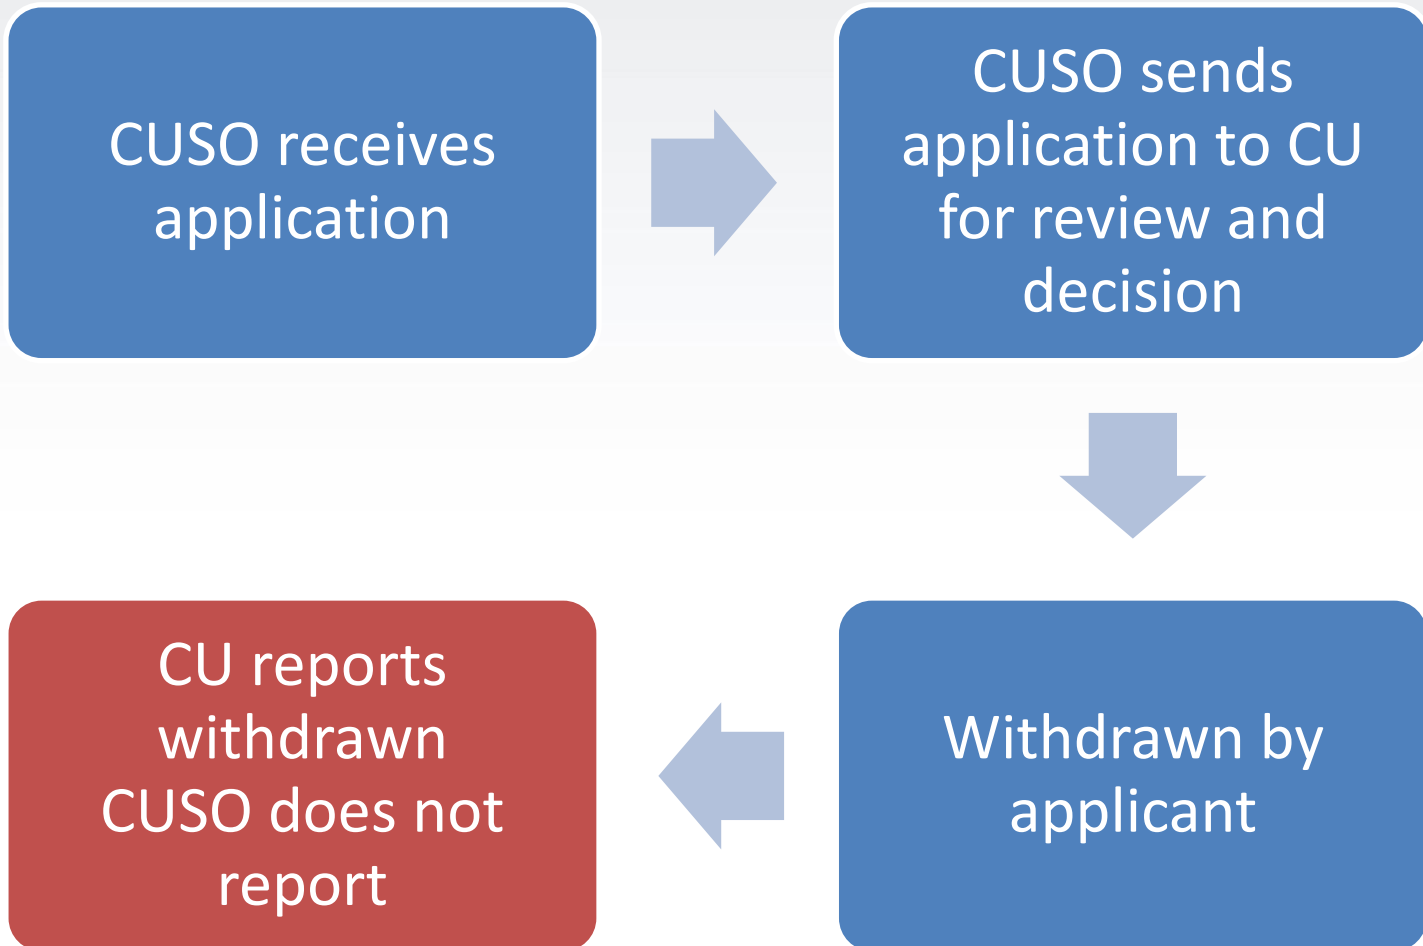 CUSO receives
application
CUSO sends
application to CU
for review and
decision
Withdrawn by
applicant
CU reports
withdrawn
CUSO does not
report